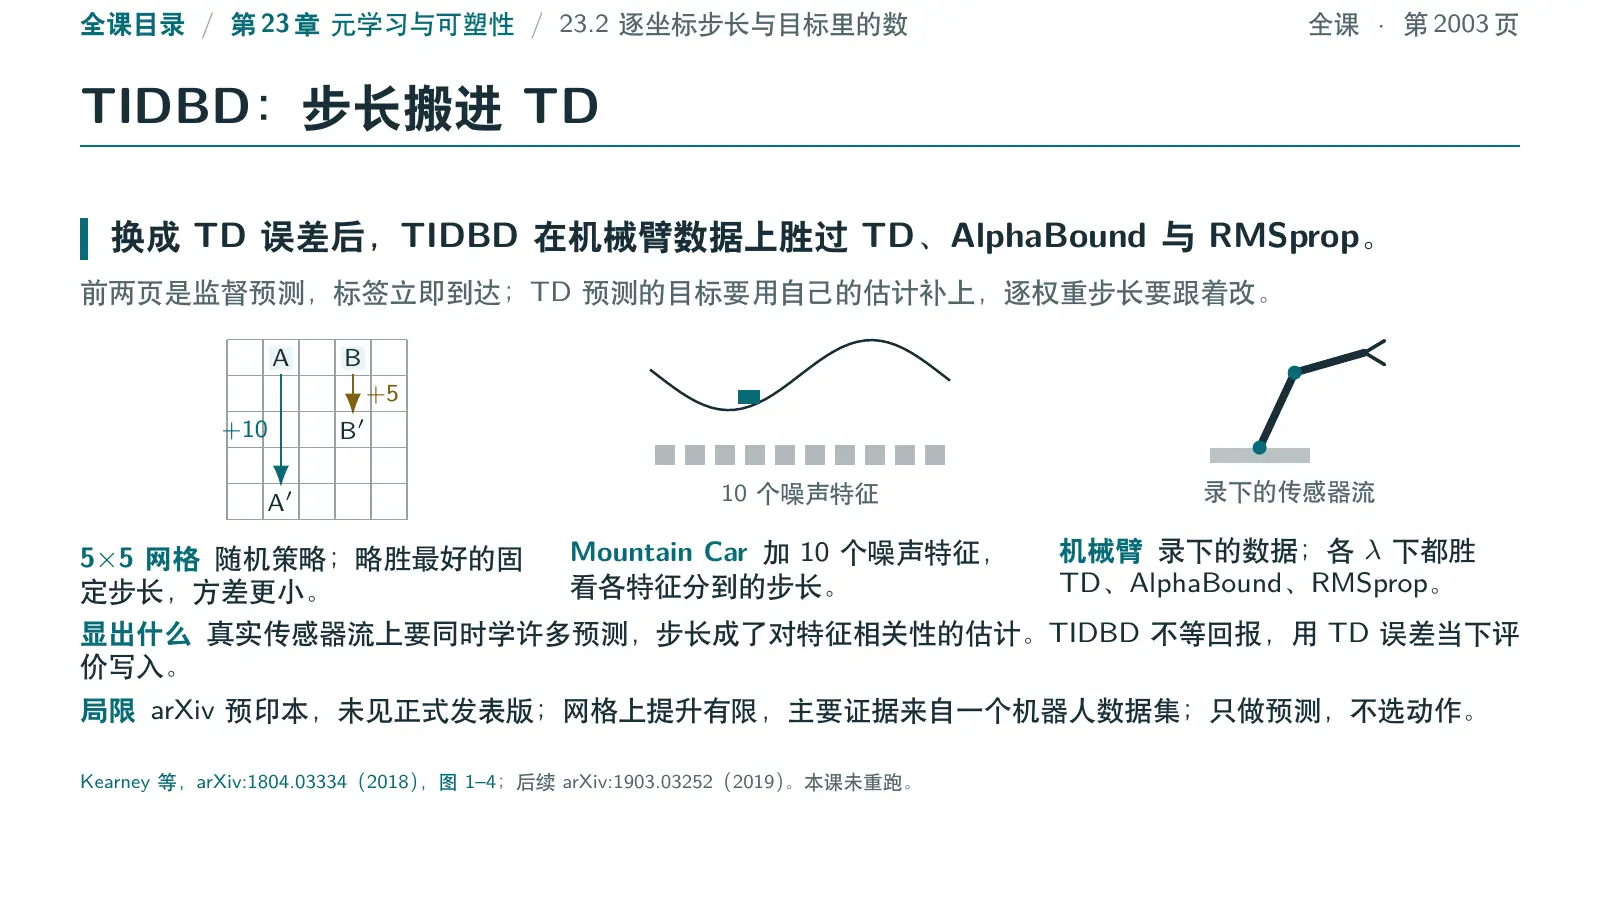 全课目录 / 第 23 章 元学习与可塑性 / 23.2 逐坐标步长与目标里的数
全课 · 第 2003 页
TIDBD：步长搬进 TD
换成 TD 误差后，TIDBD 在机械臂数据上胜过 TD、AlphaBound 与 RMSprop。
前两页是监督预测，标签立即到达；TD 预测的目标要用自己的估计补上，逐权重步长要跟着改。
A
B
+5
+10
B′
A′
10 个噪声特征
录下的传感器流
5×5 网格 随机策略；略胜最好的固
定步长，方差更小。
Mountain Car 加 10 个噪声特征，
看各特征分到的步长。
机械臂 录下的数据；各 λ 下都胜
TD、AlphaBound、RMSprop。
显出什么 真实传感器流上要同时学许多预测，步长成了对特征相关性的估计。TIDBD 不等回报，用 TD 误差当下评
价写入。
局限 arXiv 预印本，未见正式发表版；网格上提升有限，主要证据来自一个机器人数据集；只做预测，不选动作。
Kearney 等，arXiv:1804.03334（2018），图 1–4；后续 arXiv:1903.03252（2019）。本课未重跑。